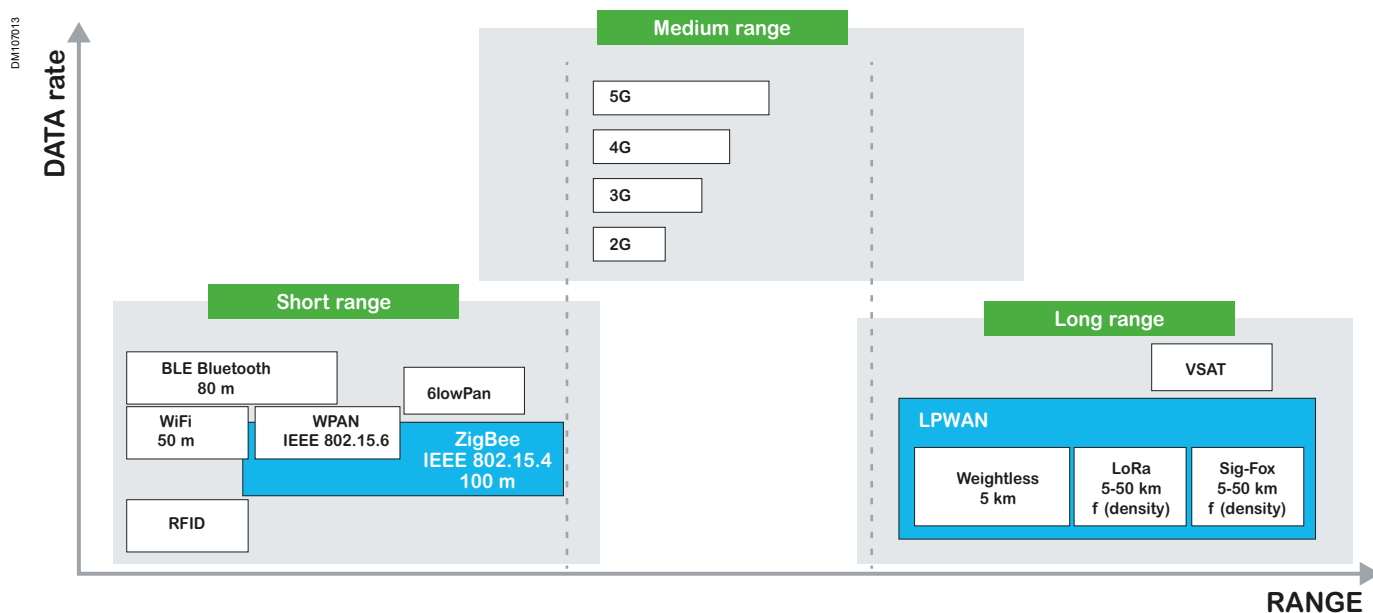 DM107013
DATA rate
Medium range
5G
4G
3G
2G
Short range
BLE Bluetooth
80 m
6lowPan
WiFi
50 m
WPAN
IEEE 802.15.6
ZigBee
IEEE 802.15.4
100 m
RFID
Long range
VSAT
LPWAN
Weightless
5 km
LoRa
5-50 km
f (density)
Sig-Fox
5-50 km
f (density)
RANGE